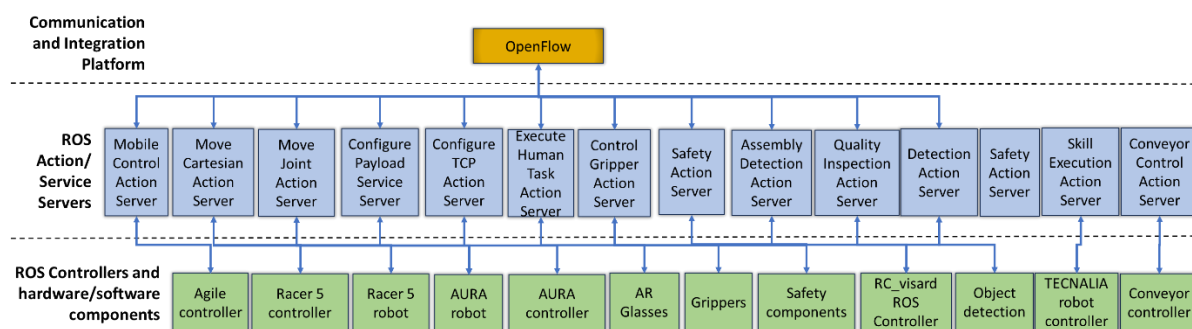 Communication
and Integration
Platform
OpenFlow
ROS
Action/
Service
Servers
Mobile
Control
Action
Server
Move
Cartesian
Action
Server
Move
Joint
Action
Server
Configure
Payload
Service
Server
Configure
TCP
Action
Server
Execute
Human
Task
Action
Server
Control
Gripper
Action
Server
Safety
Action
Server
Assembly
Detection
Action
Server
Quality
Inspection
Action
Server
Detection
Action
Server
Safety
Action
Server
Skill
Execution
Action
Server
Conveyor
Control
Action
Server
ROS Controllers and
hardware/software
components
Agile
controller
Racer 5
controller
Racer 5
robot
AURA
robot
AURA
controller
AR
Glasses
Grippers
Safety
components
RC_visard
ROS
Controller
Object
detection
TECNALIA
robot
controller
Conveyor
controller